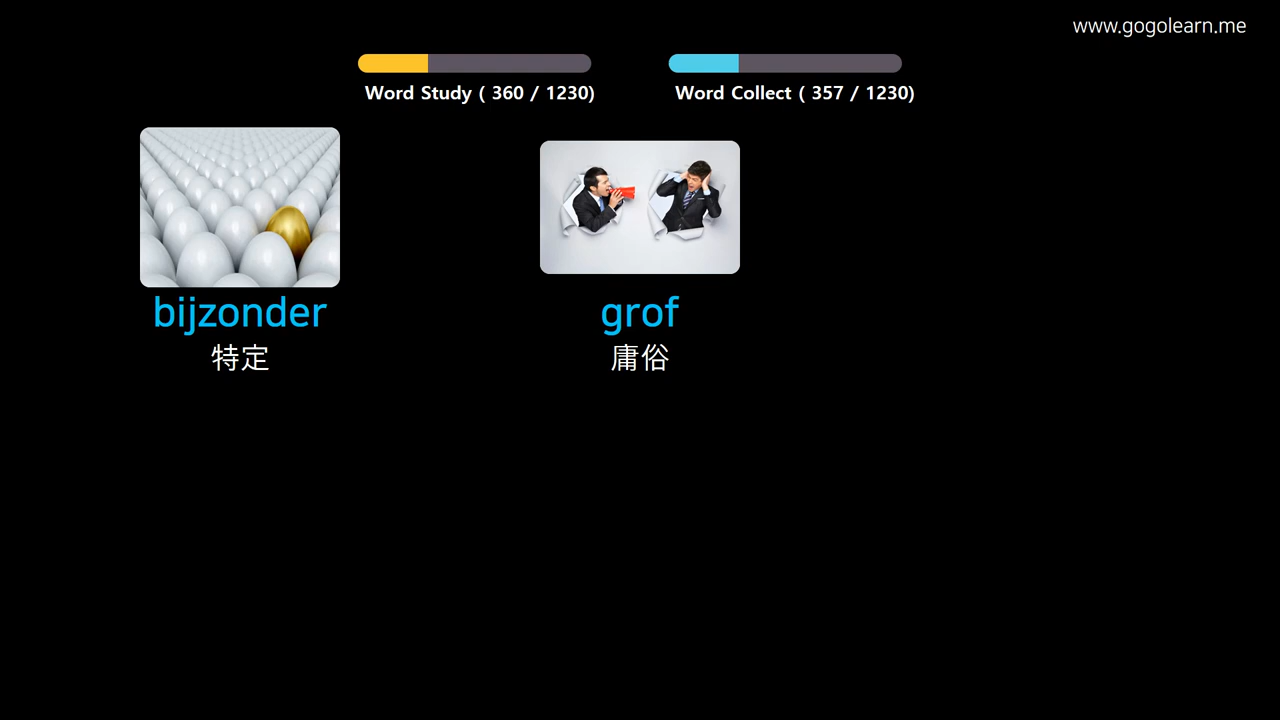 www.gogolearn.me
Word Study ( 360 / 1230)
Word Collect ( 357 / 1230)
bijzonder
特定
grof
庸俗